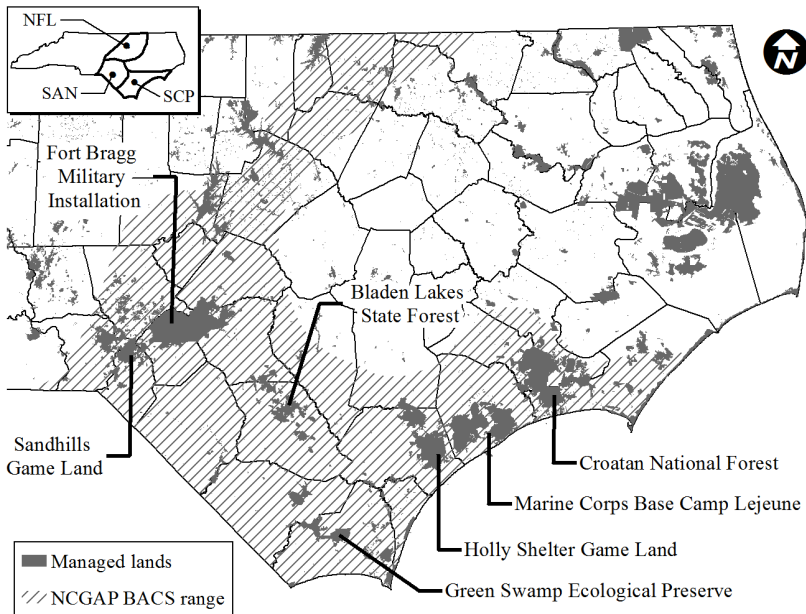 NFL
SAN
SCP
N
Fort Bragg
Military
Installation
Bladen Lakes
State Forest
Sandhills
Game Land
Croatan National Forest
Marine Corps Base Camp Lejeune
Holly Shelter Game Land
Green Swamp Ecological Preserve
Managed lands
NCGAP BACS range